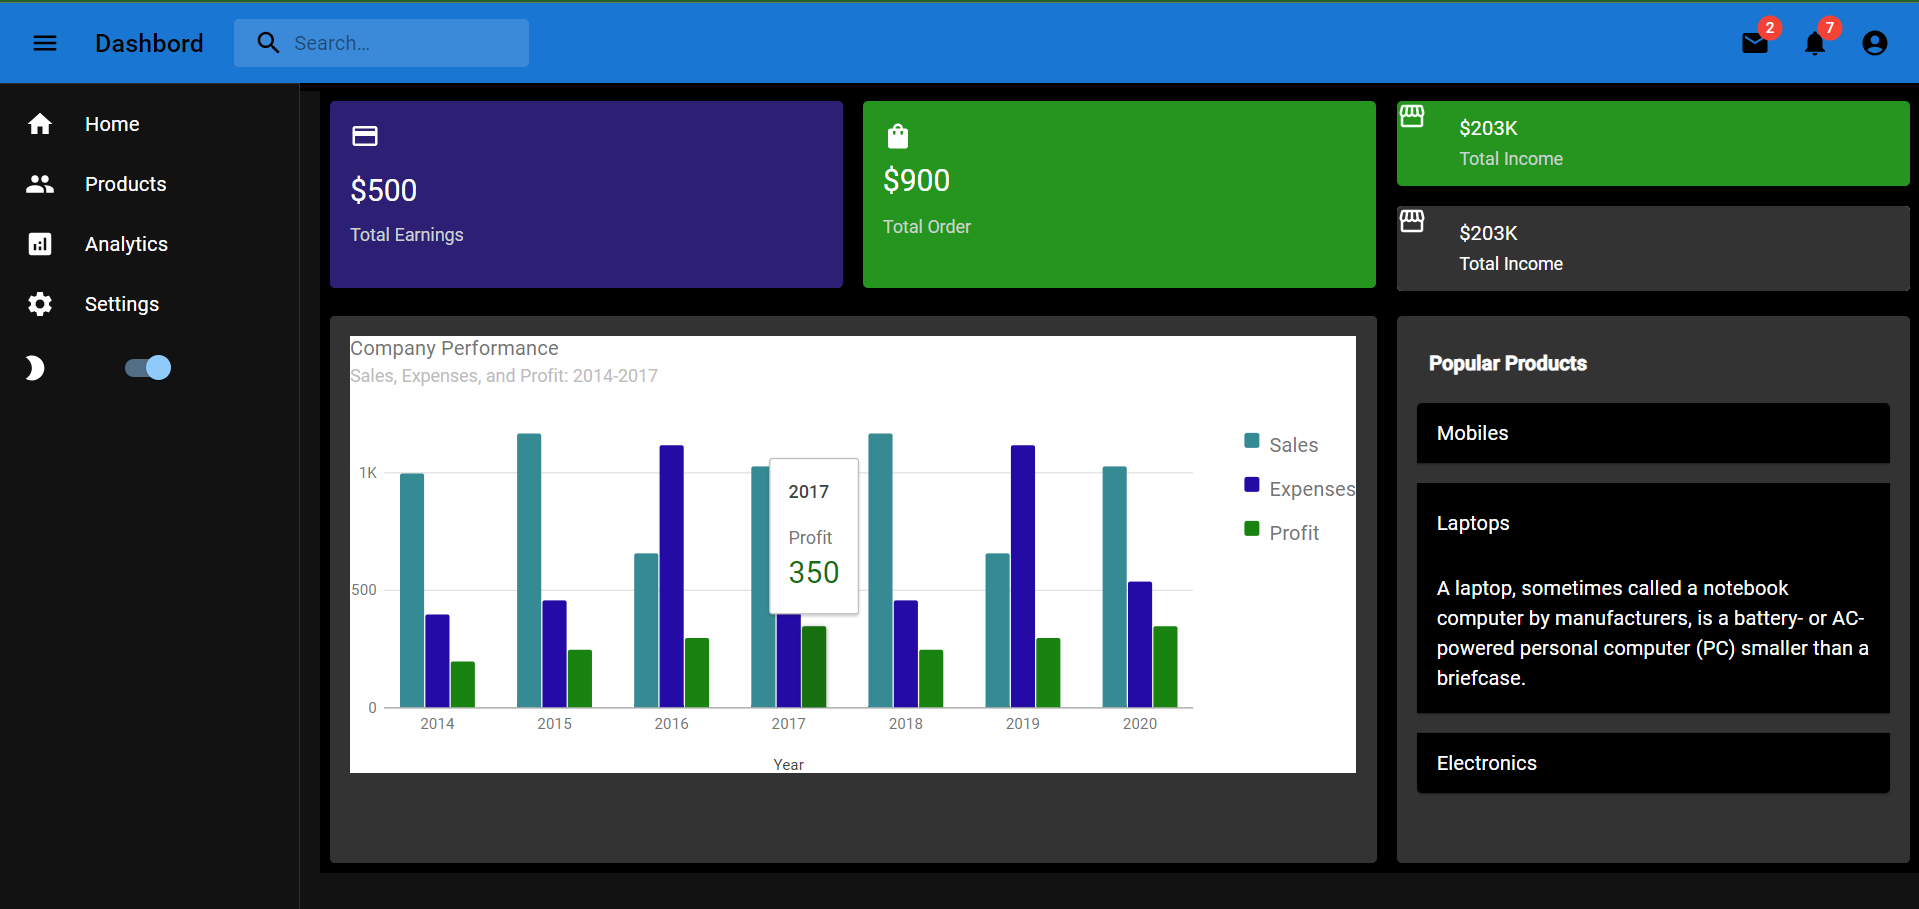 Dashbord
Search…
2
7
Home
Products
Analytics
Settings
$500
Total Earnings
$900
Total Order
$203K
Total Income
$203K
Total Income
Company Performance
Sales, Expenses, and Profit: 2014-2017
1K
500
0
2014
2015
2016
2017
2018
2019
2020
Year
2017
Profit
350
Sales
Expenses
Profit
Popular Products
Mobiles
Laptops
A laptop, sometimes called a notebook
computer by manufacturers, is a battery- or AC-
powered personal computer (PC) smaller than a
briefcase.
Electronics